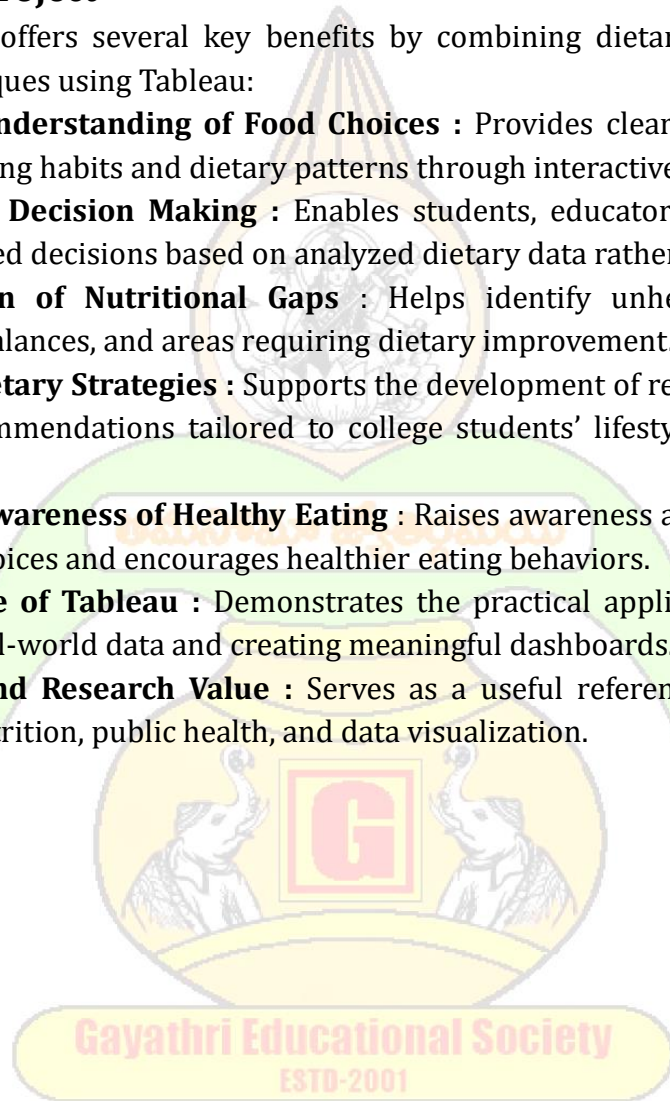 offers several key benefits by combining dietar
ques using Tableau:
nderstanding of Food Choices : Provides clear
ng habits and dietary patterns through interactive
Decision Making : Enables students, educator
ed decisions based on analyzed dietary data rather
n of Nutritional Gaps : Helps identify unhe
alances, and areas requiring dietary improvement.
etary Strategies : Supports the development of re
mmendations tailored to college students’ lifesty
wareness of Healthy Eating : Raises awareness a
oices and encourages healthier eating behaviors.
e of Tableau : Demonstrates the practical appli
l-world data and creating meaningful dashboards.
nd Research Value : Serves as a useful referen
trition, public health, and data visualization.
G
Gayathri Educational Society
ESTD-2001